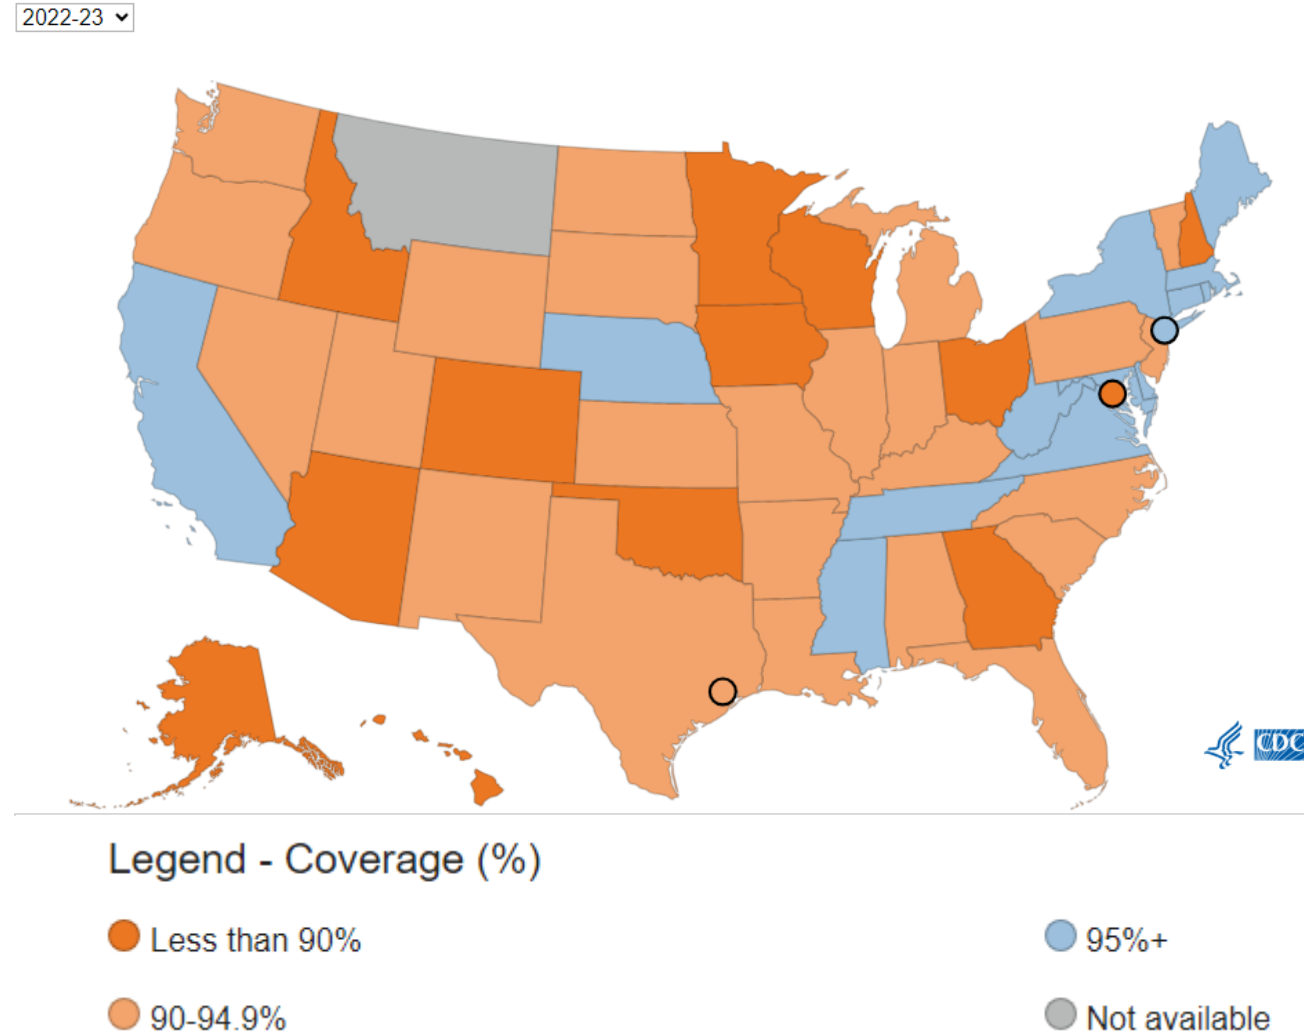 2022-23
CDC
Legend - Coverage (%)
Less than 90%
95%+
90-94.9%
Not available